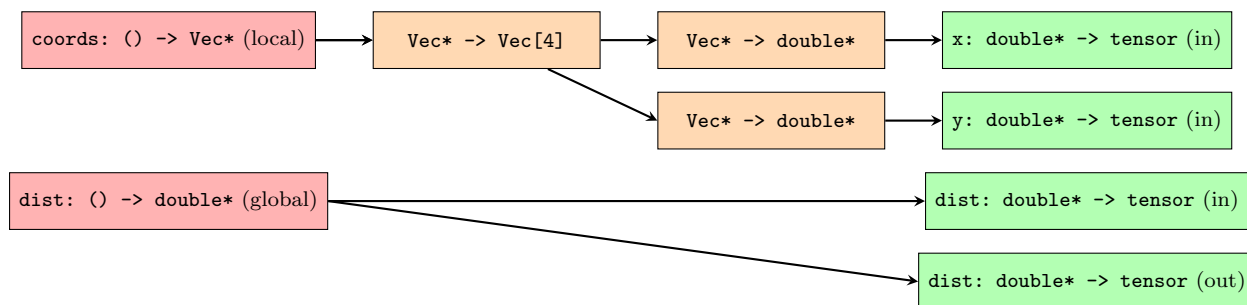 coords: () -> Vec* (local)
Vec* -> Vec[4]
Vec* -> double*
x: double* -> tensor (in)
Vec* -> double*
y: double* -> tensor (in)
dist: () -> double* (global)
dist: double* -> tensor (in)
dist: double* -> tensor (out)